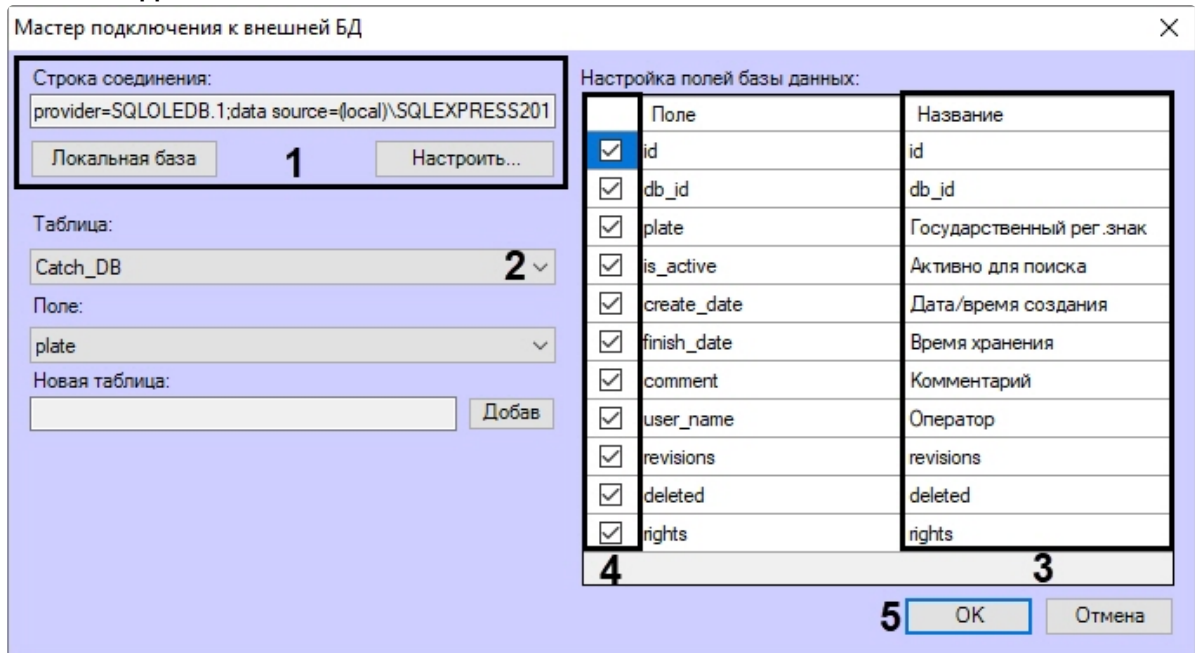 Мастер подключения к внешней БД
Строка соединения:
provider=SQLOLEDB.1;data source=(local)\SQLEXPRESS201
Локальная база
1
Настроить...
Таблица:
Catch_DB
2
Поле:
plate
Новая таблица:
Добав
Настройка полей базы данных:
Поле Название
id id
db_id db_id
plate Государственный рег.знак
is_active Активно для поиска
create_date Дата/время создания
finish_date Время хранения
comment Комментарий
user_name Оператор
revisions revisions
deleted deleted
rights rights
4 3
5 OK Отмена